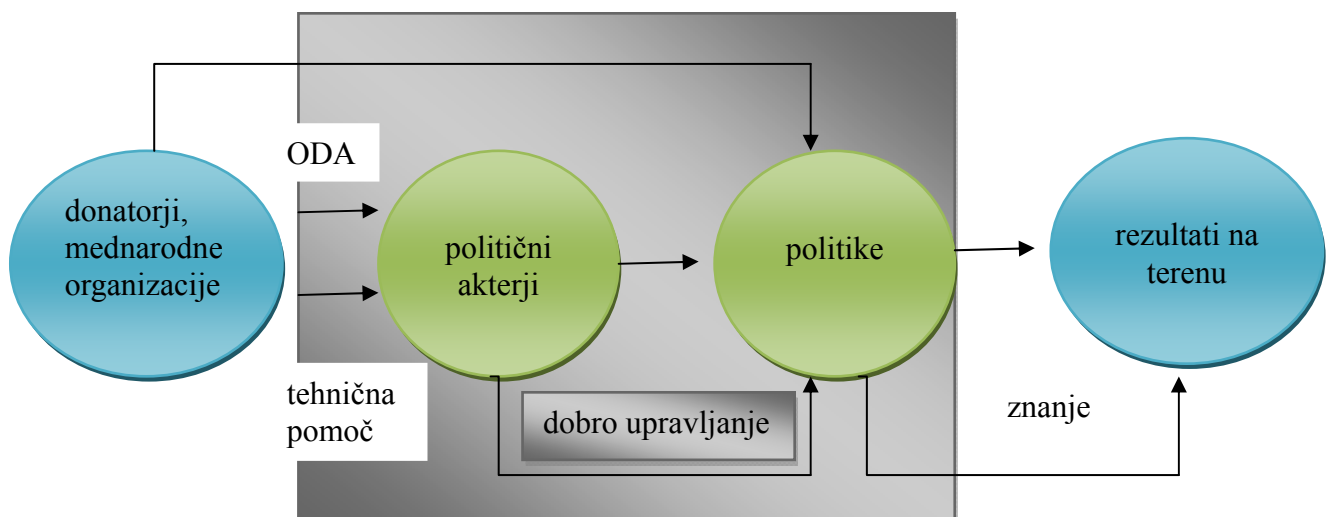 ODA
donatorji,
mednarodne
organizacije
politični
akterji
politike
rezultati na
terenu
tehnična
pomoč
dobro upravljanje
znanje